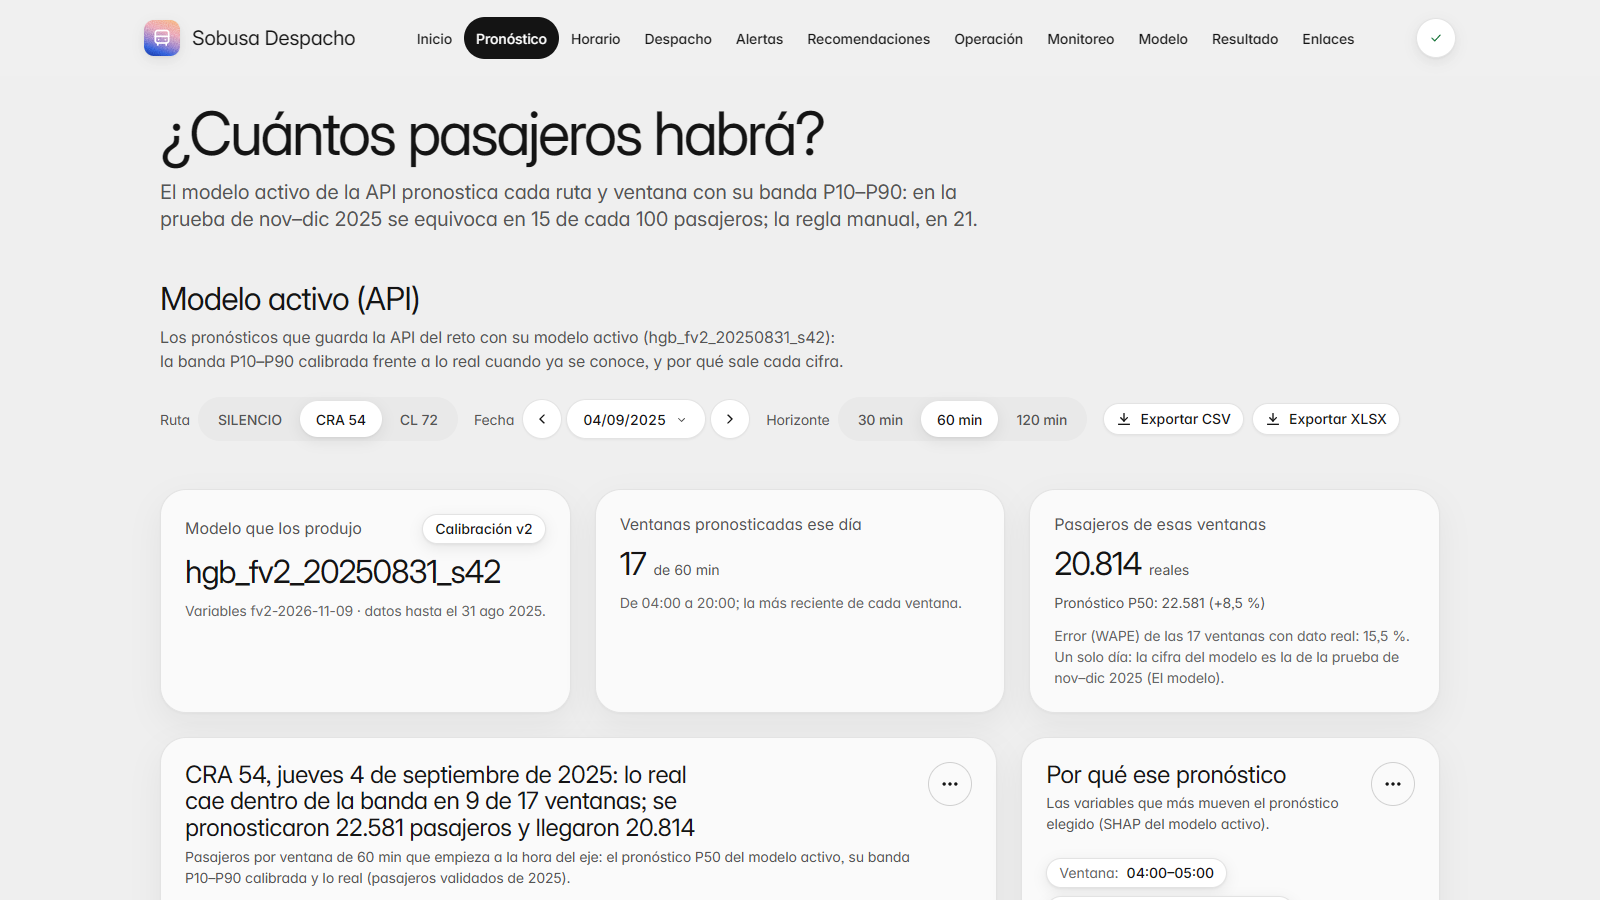 Sobusa Despacho
Inicio
Pronóstico
Horario
Despacho
Alertas
Recomendaciones
Operación
Monitoreo
Modelo
Resultado
Enlaces
¿Cuántos pasajeros habrá?
El modelo activo de la API pronostica cada ruta y ventana con su banda P10–P90: en la
prueba de nov–dic 2025 se equivoca en 15 de cada 100 pasajeros; la regla manual, en 21.
Modelo activo (API)
Los pronósticos que guarda la API del reto con su modelo activo (hgb_fv2_20250831_s42):
la banda P10–P90 calibrada frente a lo real cuando ya se conoce, y por qué sale cada cifra.
Ruta
SILENCIO
CRA 54
CL 72
Fecha
04/09/2025
Horizonte
30 min
60 min
120 min
Exportar CSV
Exportar XLSX
Modelo que los produjo
Calibración v2
hgb_fv2_20250831_s42
Variables fv2-2026-11-09 · datos hasta el 31 ago 2025.
Ventanas pronosticadas ese día
17 de 60 min
De 04:00 a 20:00; la más reciente de cada ventana.
Pasajeros de esas ventanas
20.814 reales
Pronóstico P50: 22.581 (+8,5 %)
Error (WAPE) de las 17 ventanas con dato real: 15,5 %.
Un solo día: la cifra del modelo es la de la prueba de
nov–dic 2025 (El modelo).
CRA 54, jueves 4 de septiembre de 2025: lo real
cae dentro de la banda en 9 de 17 ventanas; se
pronosticaron 22.581 pasajeros y llegaron 20.814
Pasajeros por ventana de 60 min que empieza a la hora del eje: el pronóstico P50 del modelo activo, su banda
P10–P90 calibrada y lo real (pasajeros validados de 2025).
Por qué ese pronóstico
Las variables que más mueven el pronóstico
elegido (SHAP del modelo activo).
Ventana: 04:00–05:00